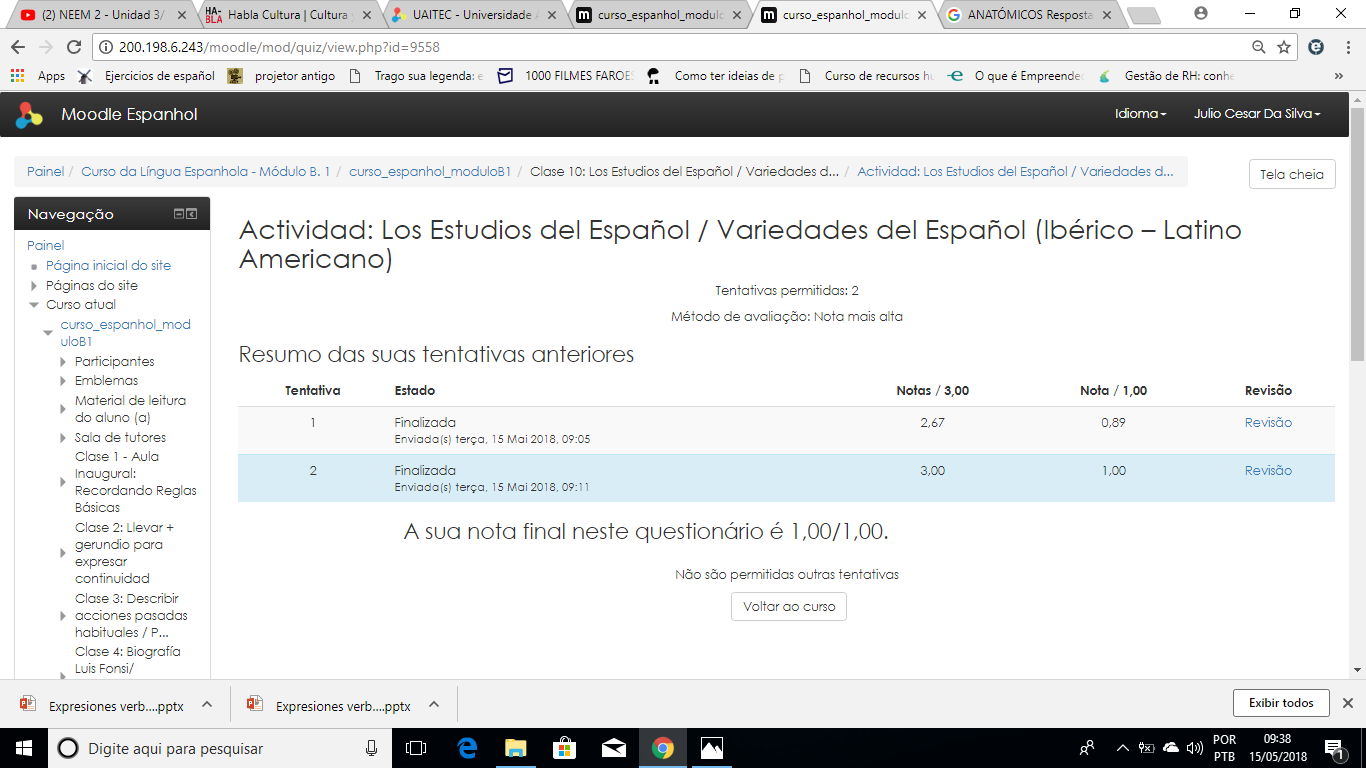 (2) NEEM 2 - Unidad 3/
HA-BLA Habla Cultura | Cultura y
UAITEC - Universidade A
curso_espanhol_modulo
curso_espanhol_modulo
ANATÓMICOS Resposta
200.198.6.243/moodle/mod/quiz/view.php?id=9558
Apps
Ejercicios de español
projetor antigo
Trago sua legenda: e
1000 FILMES FAROES
Como ter ideias de p
Curso de recursos hu
O que é Empreended
Gestão de RH: conhe
»
Moodle Espanhol
Idioma
Julio Cesar Da Silva
Painel / Curso da Língua Espanhola - Módulo B. 1 / curso_espanhol_moduloB1 / Clase 10: Los Estudios del Español / Variedades d... / Actividad: Los Estudios del Español / Variedades d...
Tela cheia
Navegação
Painel
Página inicial do site
Páginas do site
Curso atual
curso_espanhol_mod
uloB1
Participantes
Emblemas
Material de leitura
do aluno (a)
Sala de tutores
Clase 1 - Aula
Inaugural:
Recordando Reglas
Básicas
Clase 2: Llevar +
gerundio para
expresar
continuidad
Clase 3: Describir
acciones pasadas
habituales / P...
Clase 4: Biografía
Luis Fonsi/
Actividad: Los Estudios del Español / Variedades del Español (Ibérico – Latino
Americano)
Tentativas permitidas: 2
Método de avaliação: Nota mais alta
Resumo das suas tentativas anteriores
Tentativa Estado Notas / 3,00 Nota / 1,00 Revisão
1 Finalizada 2,67 0,89 Revisão
Enviada(s) terça, 15 Mai 2018, 09:05
2 Finalizada 3,00 1,00 Revisão
Enviada(s) terça, 15 Mai 2018, 09:11
A sua nota final neste questionário é 1,00/1,00.
Não são permitidas outras tentativas
Voltar ao curso
Expresiones verb....pptx
Expresiones verb....pptx
Exibir todos
Digite aqui para pesquisar
POR
PTB
09:38
15/05/2018
1